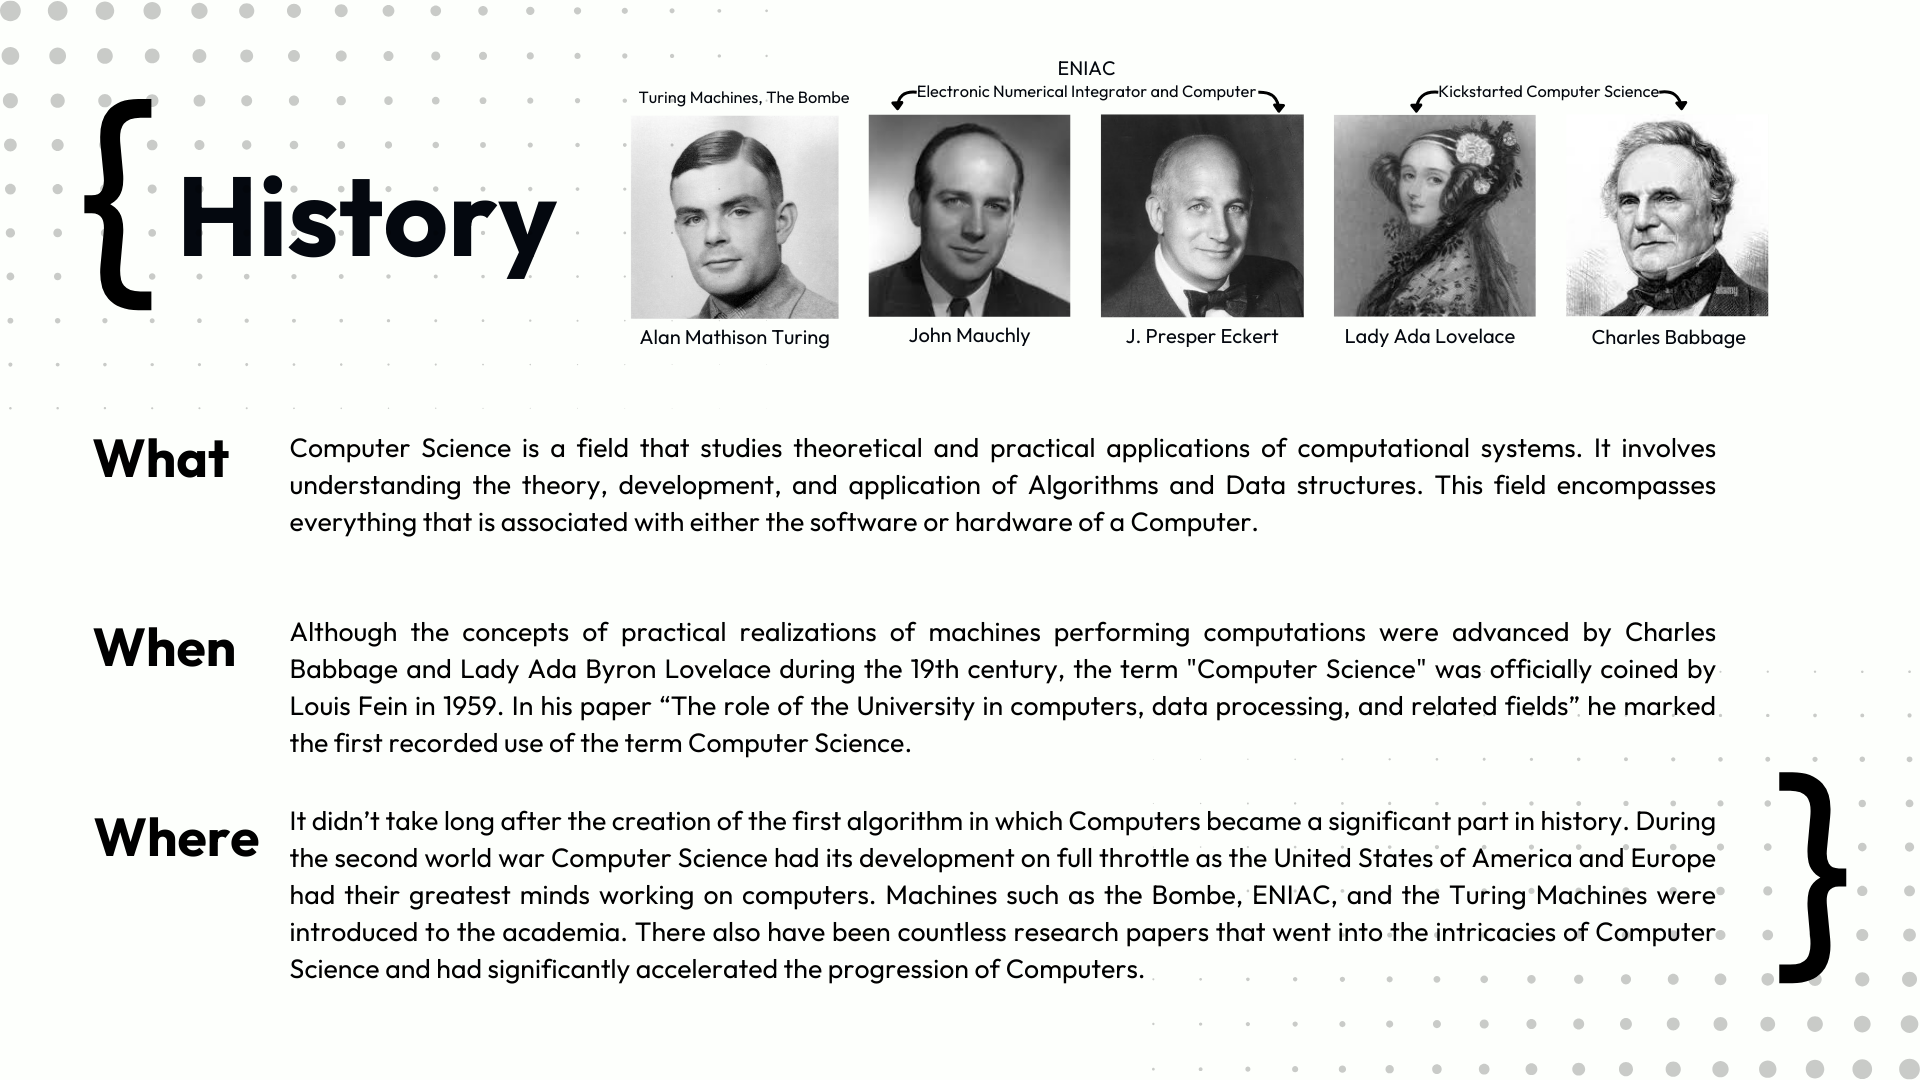 { History
ENIAC
Turing Machines, The Bombe
Electronic Numerical Integrator and Computer
Kickstarted Computer Science
alamy
Alan Mathison Turing
John Mauchly
J. Presper Eckert
Lady Ada Lovelace
Charles Babbage
What
Computer Science is a field that studies theoretical and practical applications of computational systems. It involves
understanding the theory, development, and application of Algorithms and Data structures. This field encompasses
everything that is associated with either the software or hardware of a Computer.
When
Although the concepts of practical realizations of machines performing computations were advanced by Charles
Babbage and Lady Ada Byron Lovelace during the 19th century, the term "Computer Science" was officially coined by
Louis Fein in 1959. In his paper “The role of the University in computers, data processing, and related fields” he marked
the first recorded use of the term Computer Science.
Where
It didn’t take long after the creation of the first algorithm in which Computers became a significant part in history. During
the second world war Computer Science had its development on full throttle as the United States of America and Europe
had their greatest minds working on computers. Machines such as the Bombe, ENIAC, and the Turing Machines were
introduced to the academia. There also have been countless research papers that went into the intricacies of Computer
Science and had significantly accelerated the progression of Computers.
}